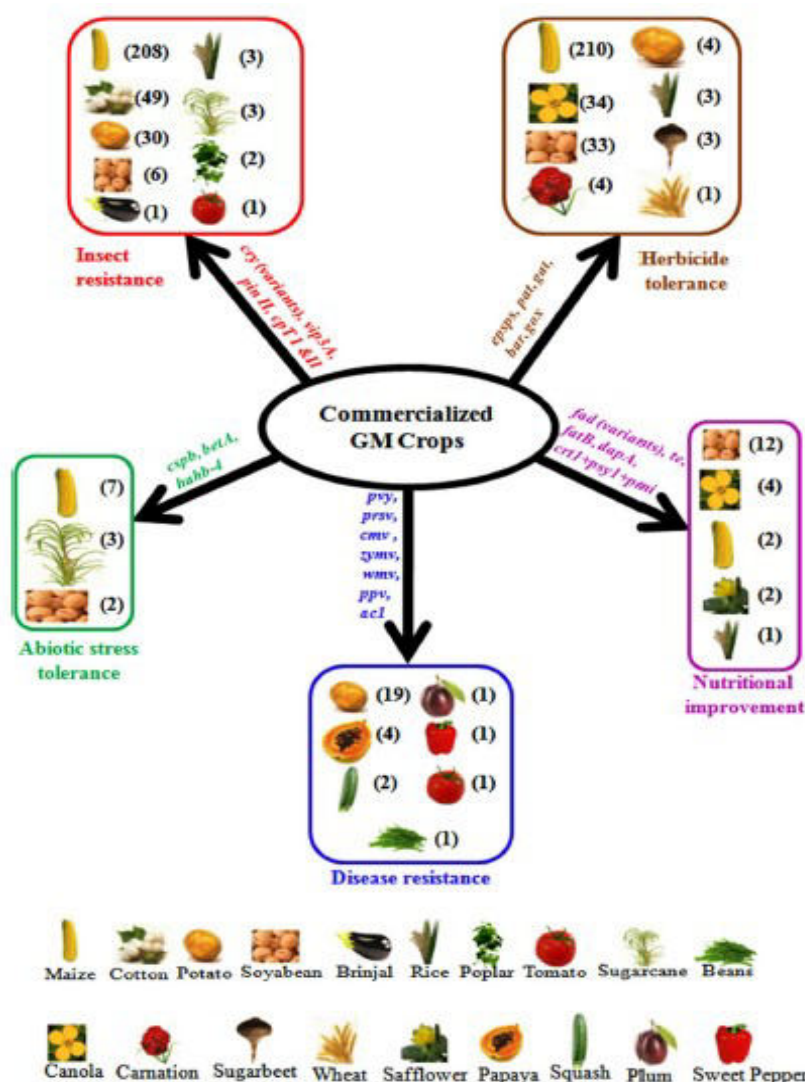 (208) (3)
(49) (3)
(30) (2)
(6) (1)
(1)
Insect
resistance
(210) (4)
(34) (3)
(33) (3)
(4) (1)
Herbicide
tolerance
cry (variants), vip3A,
pin II, cpT I &II
epsps, pat, gat,
bar, gox
Commercialized
GM Crops
cspb, betA,
hahb-4
fad (variants), te,
fatB, dapA,
crt1+psy1+pmi
pvy,
prsv,
cmv ,
zymv,
wmv,
ppv,
ac1
(7)
(3)
(2)
Abiotic stress
tolerance
(12)
(4)
(2)
(2)
(1)
Nutritional
improvement
(19) (1)
(4) (1)
(2) (1)
(1)
Disease resistance
Maize Cotton Potato Soyabean Brinjal Rice Poplar Tomato Sugarcane Beans
Canola Carnation Sugarbeet Wheat Safflower Papaya Squash Plum Sweet Pepper